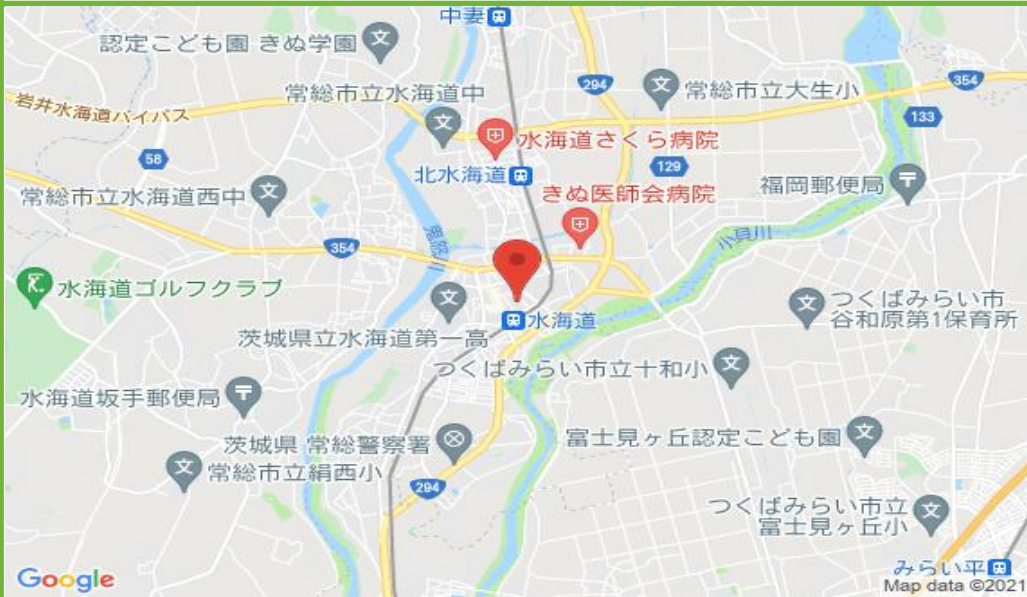 中妻
認定こども園 きぬ学園
294
354
常総市立水海道中
常総市立大生小
岩井水海道バイパス
133
水海道さくら病院
58
129
北水海道
福岡郵便局
常総市立水海道西中
きぬ医師会病院
鬼怒川
小貝川
354
水海道ゴルフクラブ
つくばみらい市
谷和原第1保育所
水海道
茨城県立水海道第一高
つくばみらい市立十和小
水海道坂手郵便局
茨城県 常総警察署
富士見ヶ丘認定こども園
常総市立絹西小
294
つくばみらい市立
富士見ヶ丘小
みらい平
Google
Map data ©2021